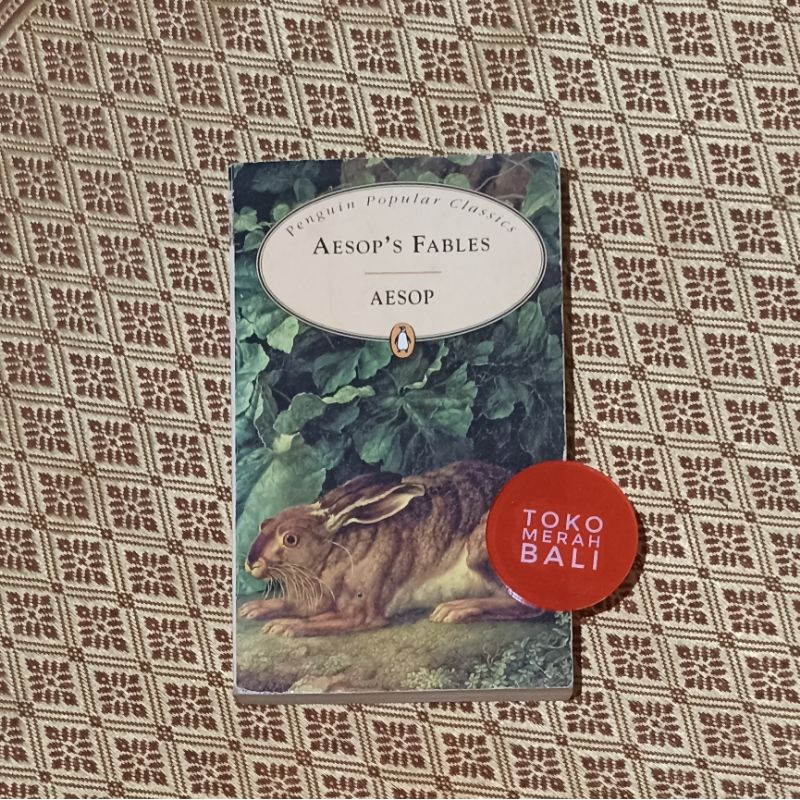 Penguin Popular Classics
AESOP'S FABLES
AESOP
TOKO
MERAH
BALI